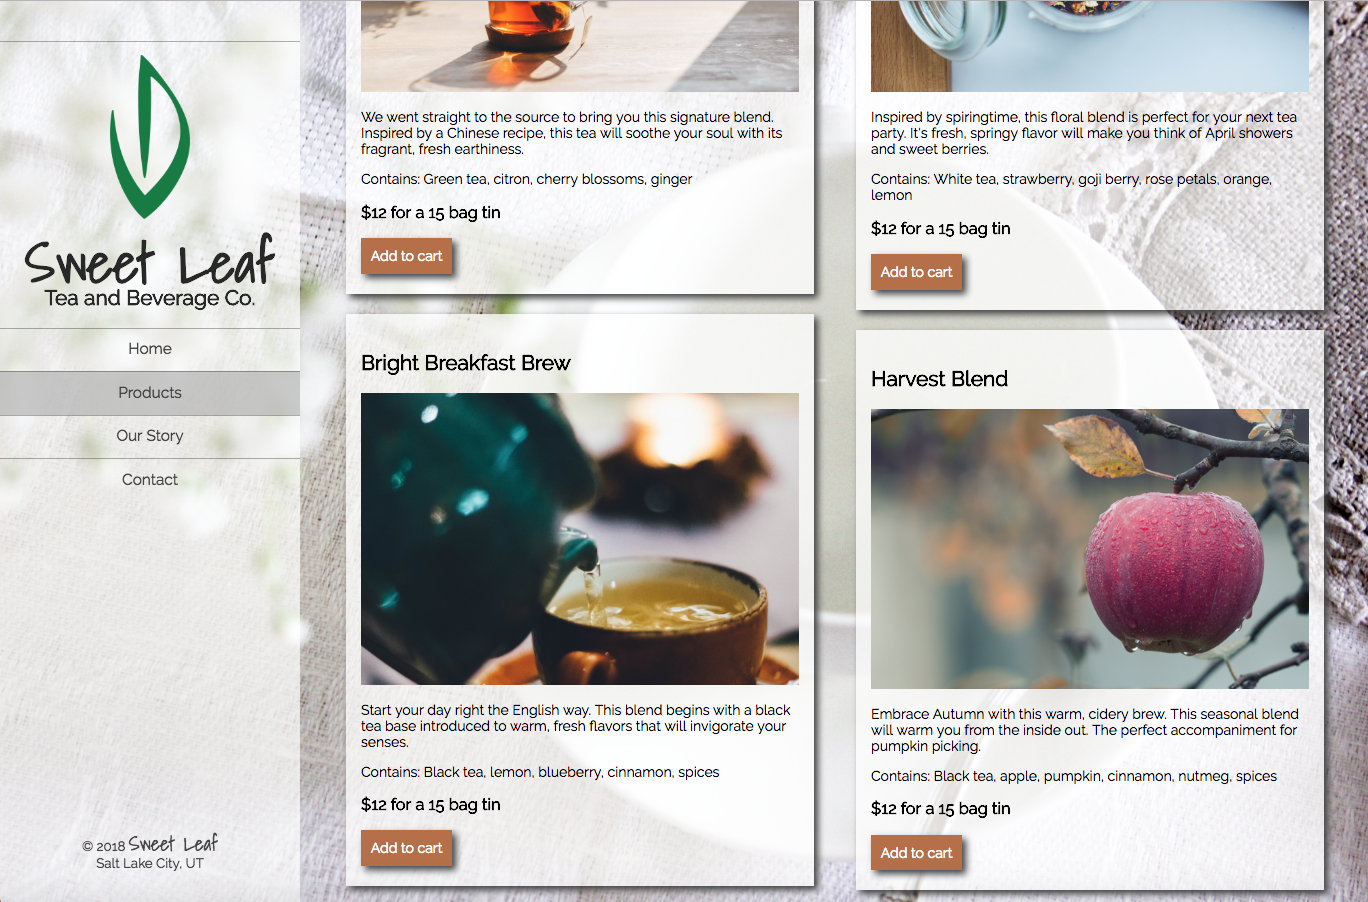 Sweet Leaf
Tea and Beverage Co.
Home
Products
Our Story
Contact
© 2018 Sweet Leaf
Salt Lake City, UT
We went straight to the source to bring you this signature blend.
Inspired by a Chinese recipe, this tea will soothe your soul with its
fragrant, fresh earthiness.
Contains: Green tea, citron, cherry blossoms, ginger
$12 for a 15 bag tin
Add to cart
Bright Breakfast Brew
Start your day right the English way. This blend begins with a black
tea base introduced to warm, fresh flavors that will invigorate your
senses.
Contains: Black tea, lemon, blueberry, cinnamon, spices
$12 for a 15 bag tin
Add to cart
Inspired by spiringtime, this floral blend is perfect for your next tea
party. It's fresh, springy flavor will make you think of April showers
and sweet berries.
Contains: White tea, strawberry, goji berry, rose petals, orange,
lemon
$12 for a 15 bag tin
Add to cart
Harvest Blend
Embrace Autumn with this warm, cidery brew. This seasonal blend
will warm you from the inside out. The perfect accompaniment for
pumpkin picking.
Contains: Black tea, apple, pumpkin, cinnamon, nutmeg, spices
$12 for a 15 bag tin
Add to cart